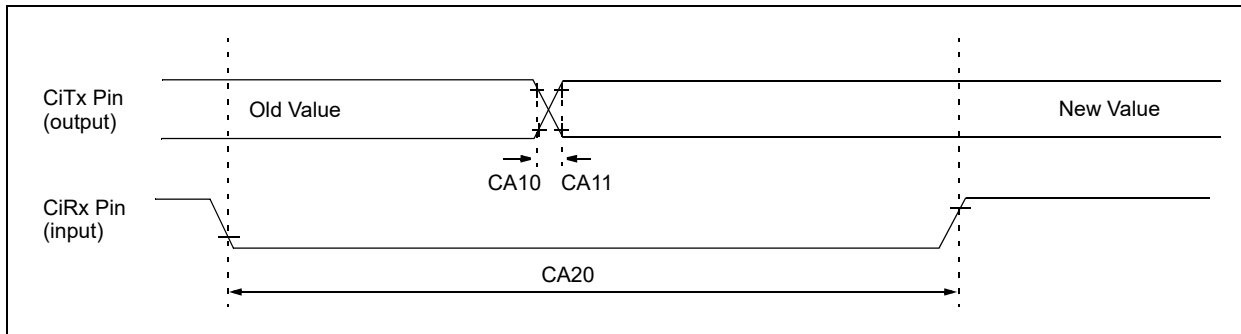 CiTx Pin
(output)
Old Value
New Value
CA10
CA11
CiRx Pin
(input)
CA20